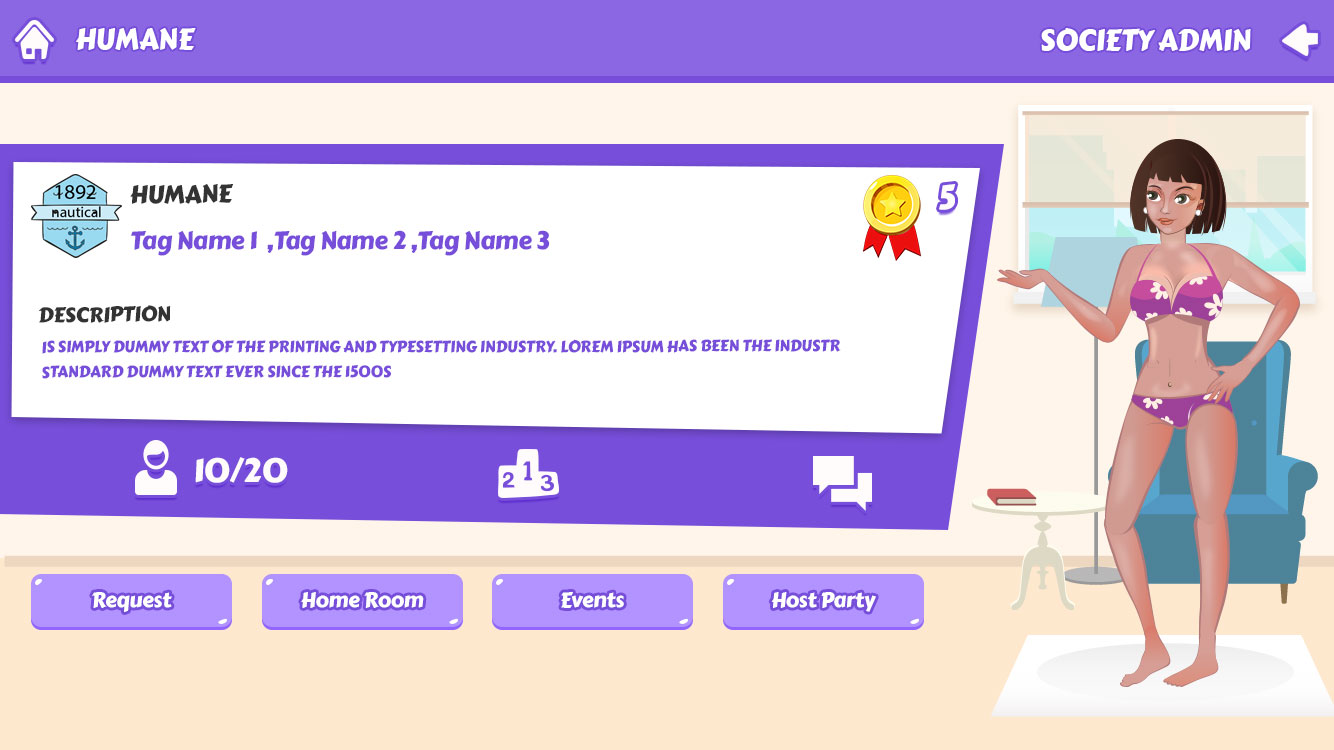 HUMANE
SOCIETY ADMIN
1892
nautical
HUMANE
5
Tag Name 1 ,Tag Name 2 ,Tag Name 3
DESCRIPTION
IS SIMPLY DUMMY TEXT OF THE PRINTING AND TYPESETTING INDUSTRY. LOREM IPSUM HAS BEEN THE INDUSTR
STANDARD DUMMY TEXT EVER SINCE THE 1500S
10/20
2 1 3
Request
Home Room
Events
Host Party